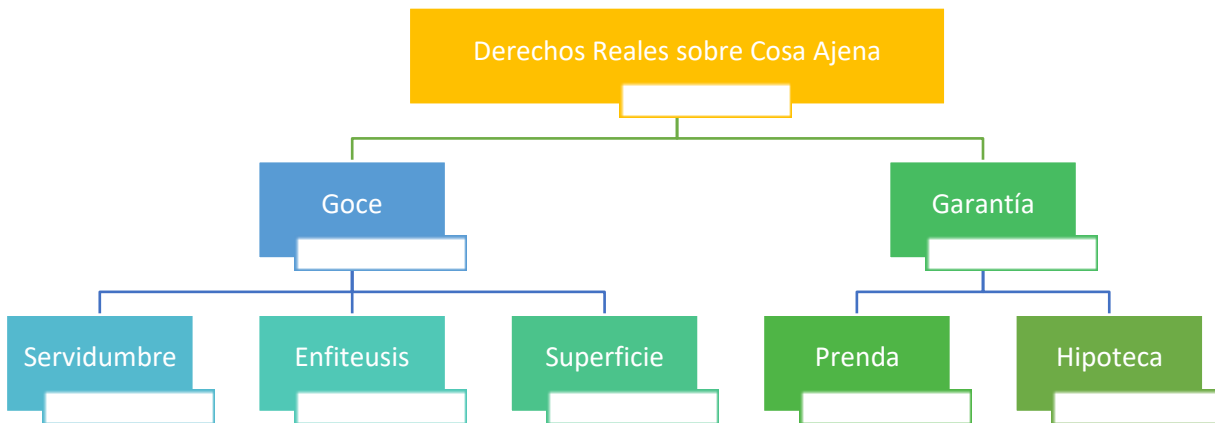 Derechos Reales sobre Cosa Ajena
Goce
Garantía
Servidumbre
Enfiteusis
Superficie
Prenda
Hipoteca